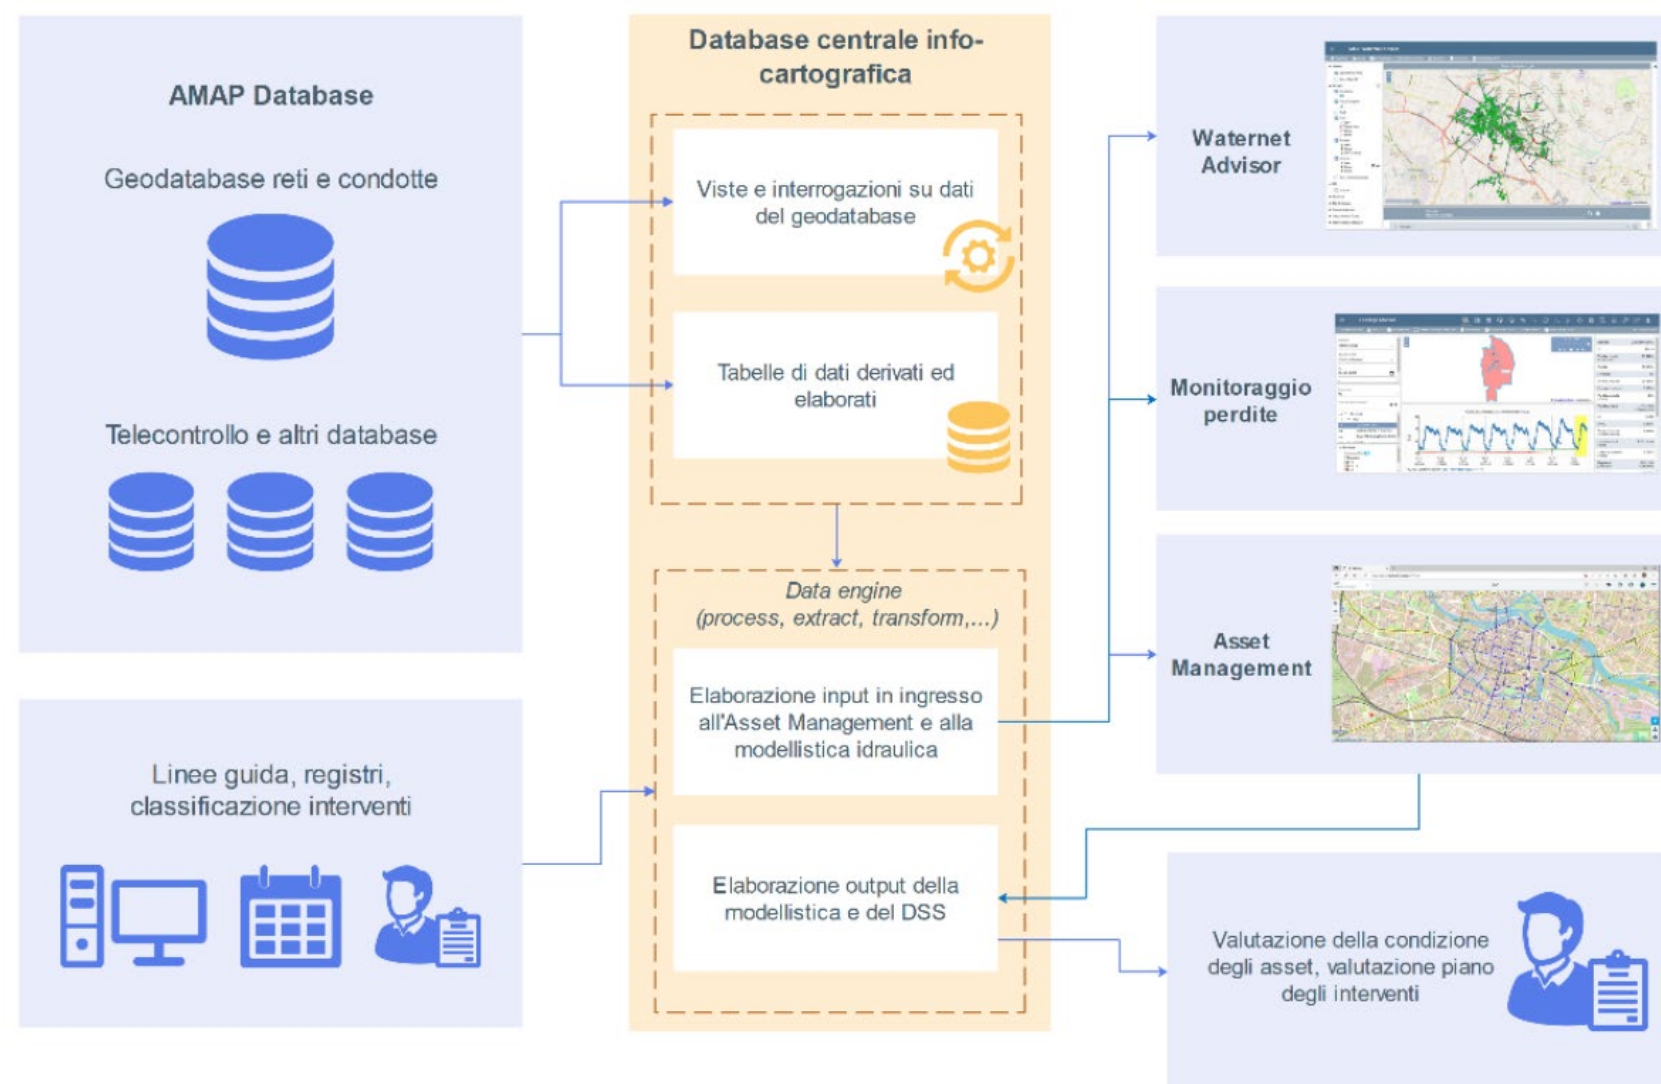 AMAP Database
Geodatabase reti e condotte
Telecontrollo e altri database
Linee guida, registri,
classificazione interventi
Database centrale info-
cartografica
Viste e interrogazioni su dati
del geodatabase
Tabelle di dati derivati ed
elaborati
Data engine
(process, extract, transform,...)
Elaborazione input in ingresso
all'Asset Management e alla
modellistica idraulica
Elaborazione output della
modellistica e del DSS
Waternet
Advisor
Monitoraggio
perdite
Asset
Management
Valutazione della condizione
degli asset, valutazione piano
degli interventi